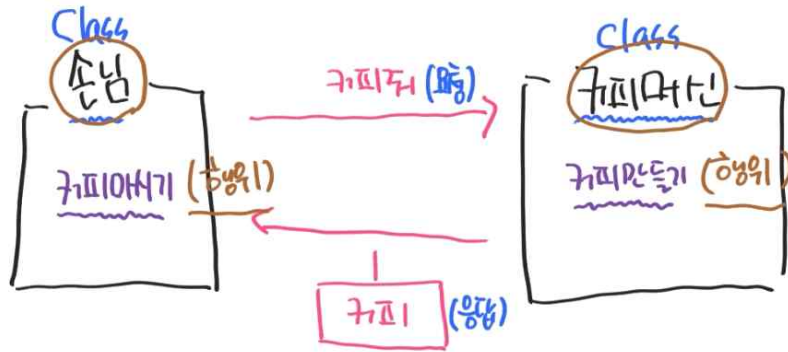 Class
손님
커피마시기 (행위)
커피줘 (요청)
커피 (응답)
Class
커피머신
커피만들기 (행위)